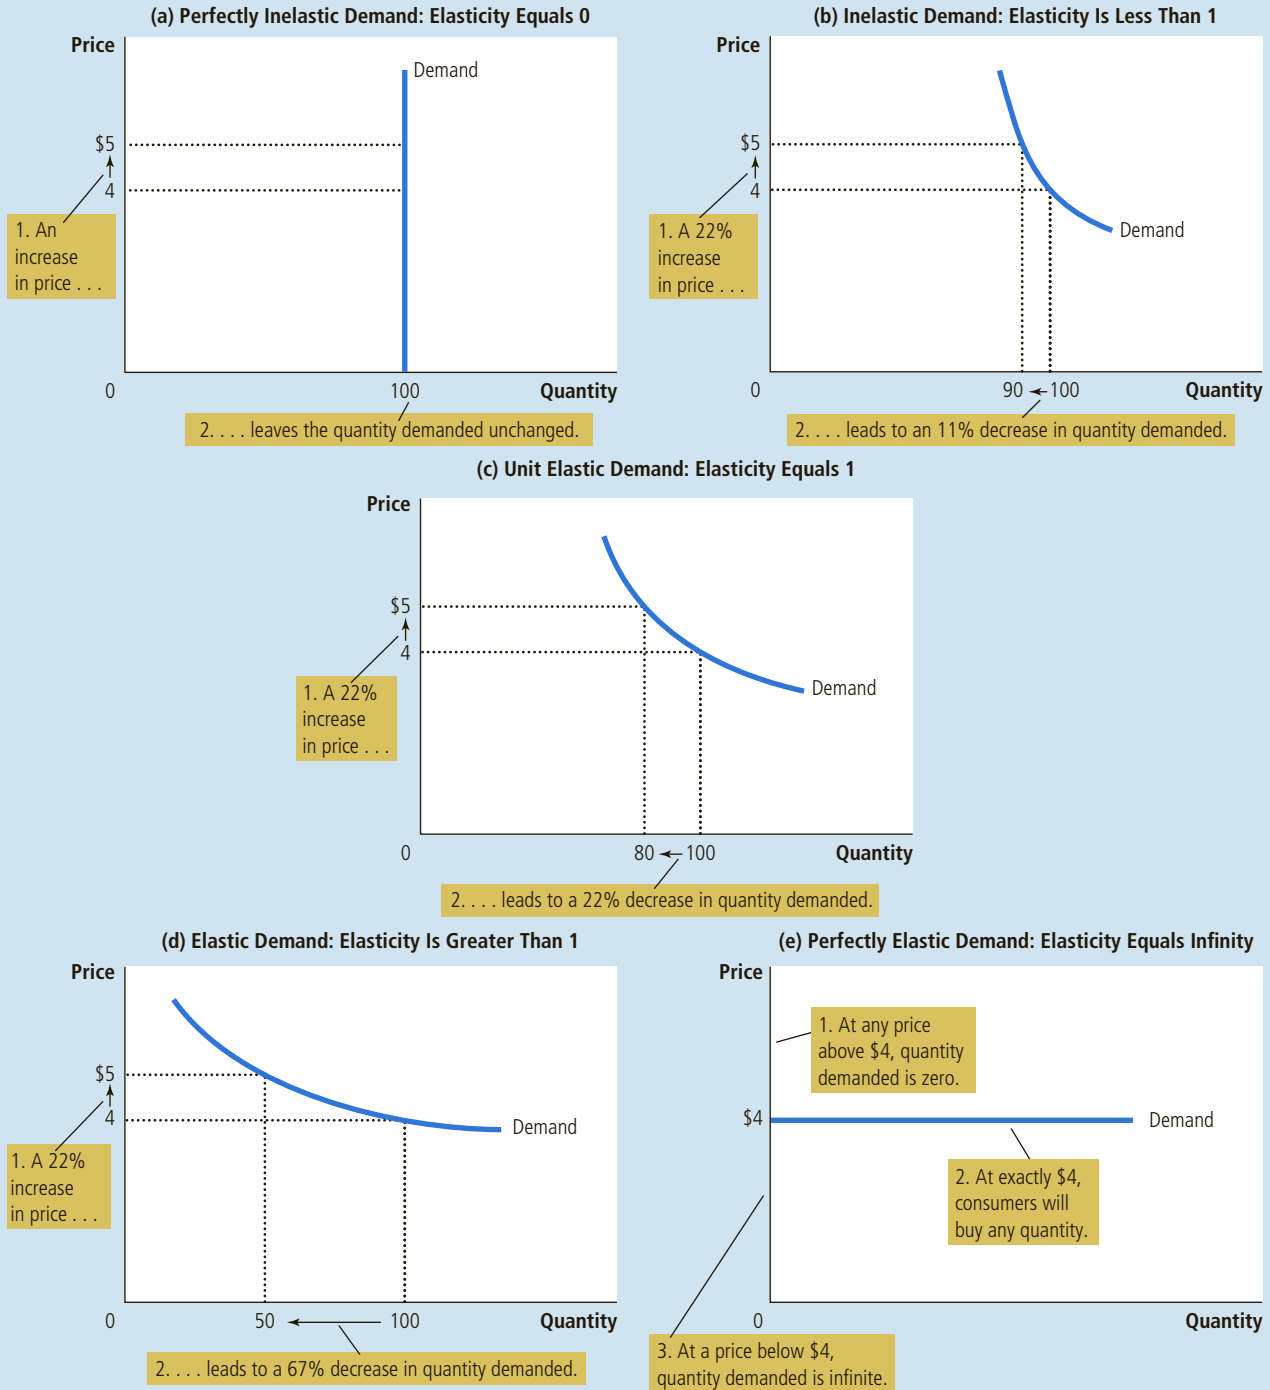 (a) Perfectly Inelastic Demand: Elasticity Equals 0
Price
Demand
$5
4
1. An
increase
in price . . .
0
100
Quantity
2. . . . leaves the quantity demanded unchanged.
(b) Inelastic Demand: Elasticity Is Less Than 1
Price
$5
4
1. A 22%
increase
in price . . .
Demand
0
90
100
Quantity
2. . . . leads to an 11% decrease in quantity demanded.
(c) Unit Elastic Demand: Elasticity Equals 1
Price
$5
4
1. A 22%
increase
in price . . .
Demand
0
80
100
Quantity
2. . . . leads to a 22% decrease in quantity demanded.
(d) Elastic Demand: Elasticity Is Greater Than 1
Price
$5
4
1. A 22%
increase
in price . . .
Demand
0
50
100
Quantity
2. . . . leads to a 67% decrease in quantity demanded.
(e) Perfectly Elastic Demand: Elasticity Equals Infinity
Price
1. At any price
above $4, quantity
demanded is zero.
$4
Demand
2. At exactly $4,
consumers will
buy any quantity.
0
Quantity
3. At a price below $4,
quantity demanded is infinite.